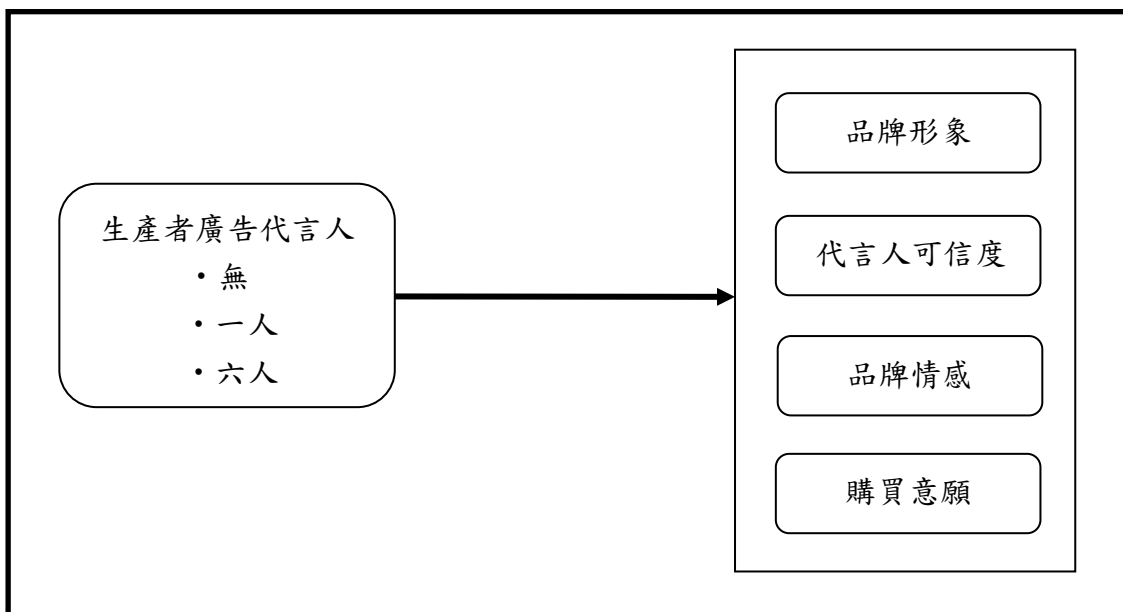 生產者廣告代言人
・無
・一人
・六人
品牌形象
代言人可信度
品牌情感
購買意願